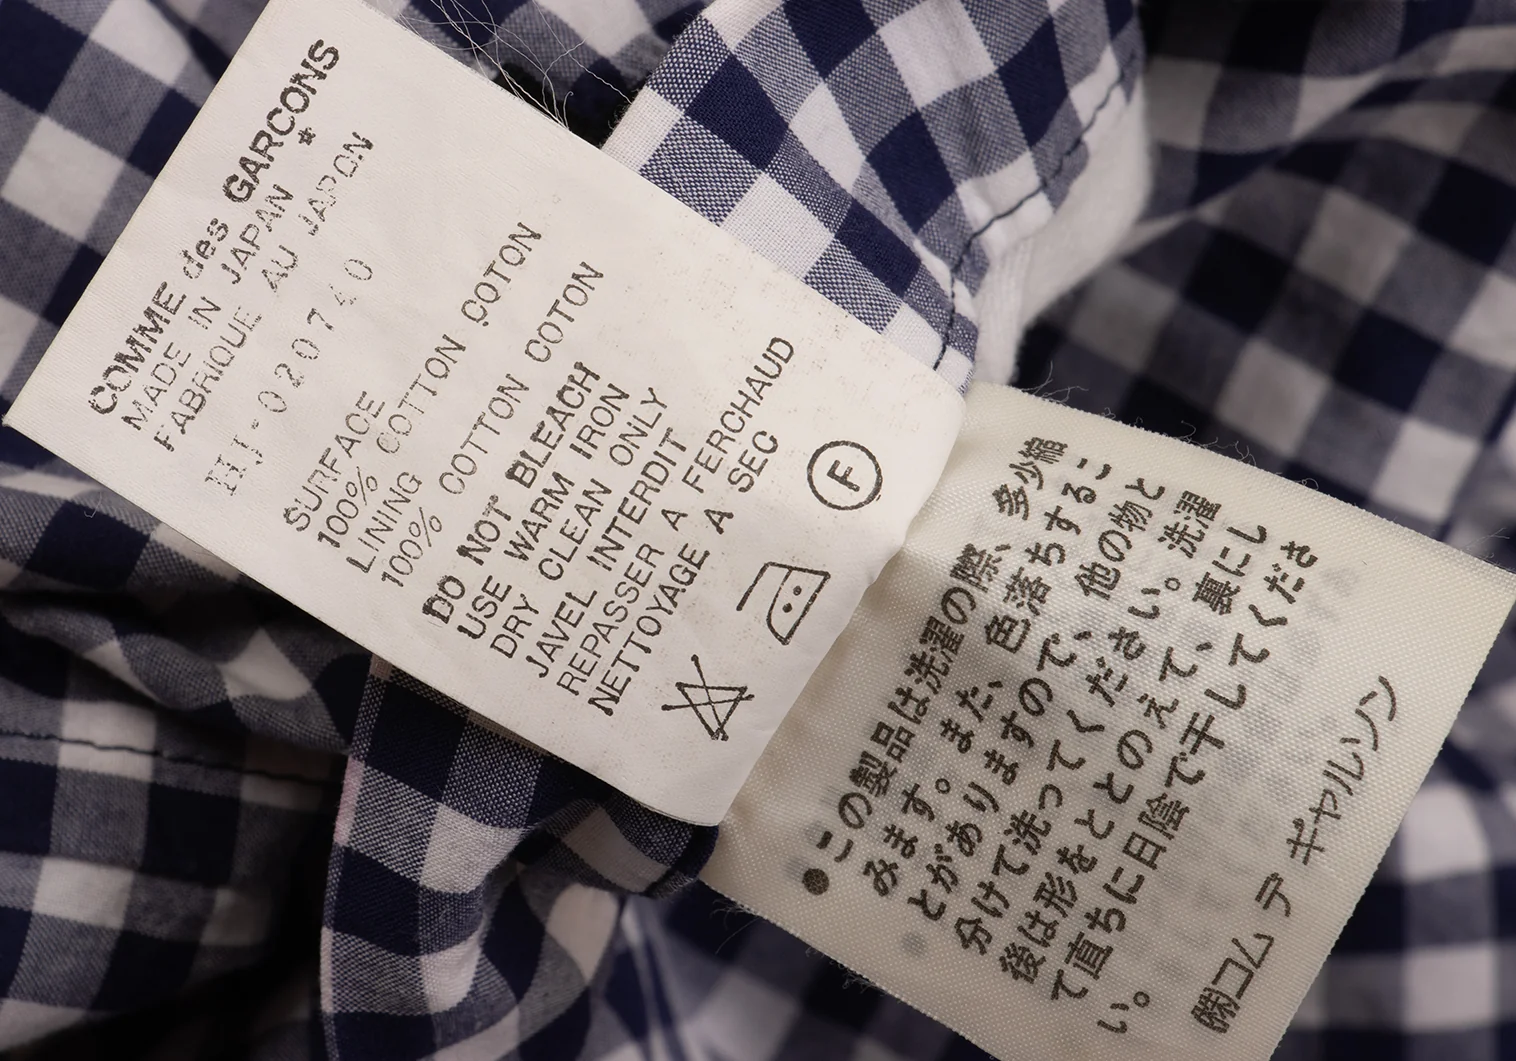 COMME des GARCONS
*
MADE IN JAPAN
FABRIQUE AU JAPON
HJ-020740
SURFACE
100% COTTON COTON
LINING
100% COTTON COTON
DO NOT BLEACH
USE WARM IRON
DRY CLEAN ONLY
JAVEL INTERDIT
REPASSER A FERCHAUD
NETTOYAGE A SEC
F
●この製品は洗濯の際、多少縮
みます。また、色落ちするこ
とがありますので、他の物と
分けて洗ってください。洗濯
後は形をととのえて、裏にし
て直ちに日陰で干してくださ
い。
㈱コム デ ギャルソン